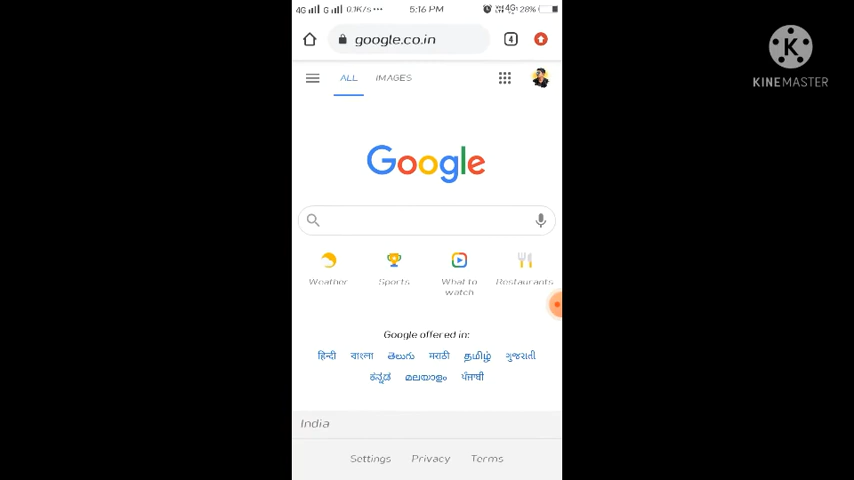 4G G 0.1K/s ••• 5:16 PM 4G 28%
google.co.in 4
ALL IMAGES
K
KINEMASTER
Google
Weather Sports What to watch Restaurants
Google offered in:
हिन्दी বাংলা తెలుగు मराठी தமிழ் ગુજરાતી
ಕನ್ನಡ മലയാളം ਪੰਜਾਬੀ
India
Settings Privacy Terms